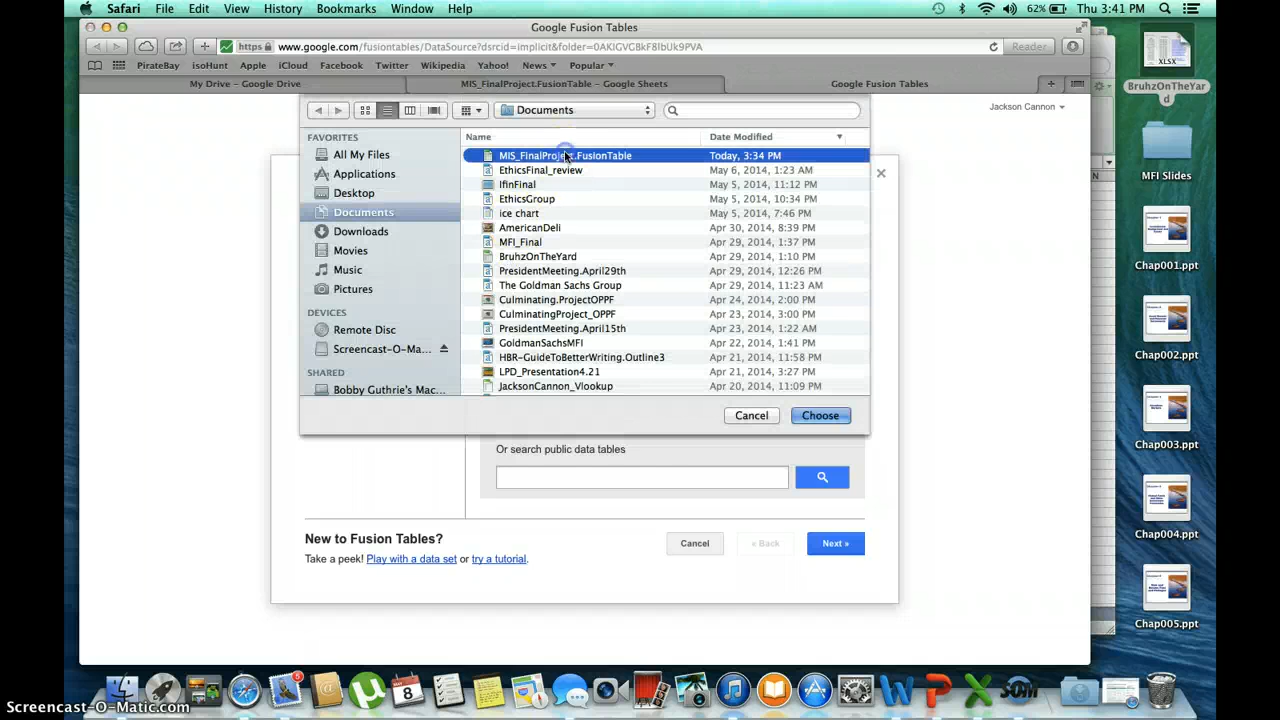 Safari File Edit View History Bookmarks Window Help 62% Thu 3:41 PM
Google Fusion Tables
https www.google.com/fusiontables/DataSource?dsrcid=implicit&folder=
Reader
PirateBay isoHunt Apple iCloud Facebook Twitter Wikipedia Yahoo! News Popular
My Drive – Google Drive MIS_FinalProject.FusionTable – Google Sheets Google Fusion Tables
Jackson Cannon
Documents
FAVORITES
All My Files
Applications
Desktop
Documents
Downloads
Movies
Music
Pictures
DEVICES
Remote Disc
Screencast-O-Ma...
SHARED
Bobby Guthrie's Mac...
Name Date Modified
MIS_FinalProject.FusionTable Today, 3:34 PM
EthicsFinal_review May 6, 2014, 1:23 AM
IfinFinal May 5, 2014, 11:12 PM
EthicsGroup May 5, 2014, 10:34 PM
ice chart May 5, 2014, 7:46 PM
AmericanDeli Apr 30, 2014, 8:39 PM
MFI_Final Apr 29, 2014, 1:37 PM
BruhzOnTheYard Apr 29, 2014, 1:10 PM
PresidentMeeting.April29th Apr 29, 2014, 12:26 PM
The Goldman Sachs Group Apr 29, 2014, 11:23 AM
Culminating.ProjectOPPF Apr 24, 2014, 2:00 PM
CulminatingProject_OPPF Apr 23, 2014, 3:00 PM
PresidentMeeting.April15th Apr 23, 2014, 1:22 AM
GoldmanSachsMFI Apr 22, 2014, 1:41 PM
HBR-GuideToBetterWriting.Outline3 Apr 21, 2014, 11:58 PM
LPD_Presentation4.21 Apr 21, 2014, 3:27 PM
JacksonCannon_Vlookup Apr 20, 2014, 11:09 PM
Cancel Choose
Or search public data tables
New to Fusion Tables?
Take a peek! Play with a data set or try a tutorial.
Cancel « Back Next »
XLSX
BruhzOnTheYar
d
MFI Slides
Chap001.ppt
Chap002.ppt
Chap003.ppt
Chap004.ppt
Chap005.ppt
Screencast-O-Matic.com